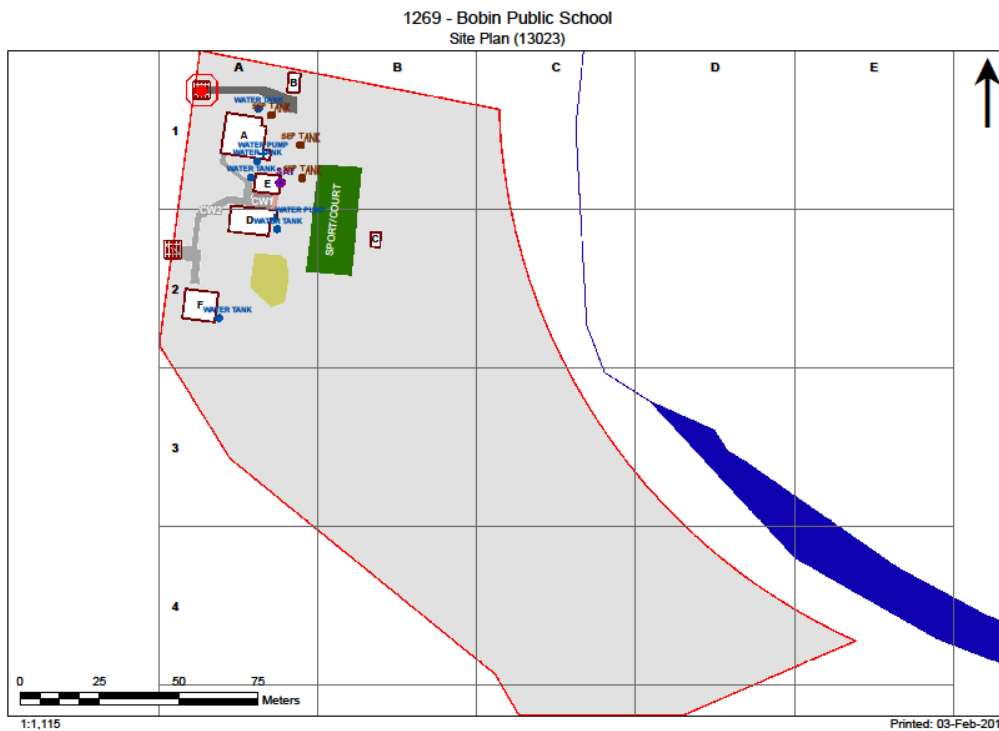 1269 - Bobin Public School
Site Plan (13023)
A B C D E
B
WATER TANK
SEP TANK
1
A
SEP TANK
WATER PUMP
WATER TANK
WATER TANK
SEP TANK
E
CW1
CW2
WATER PUMP
D
WATER TANK
SPORT/COURT
C
2
F
WATER TANK
3
4
0 25 50 75
Meters
1:1,115
Printed: 03-Feb-201